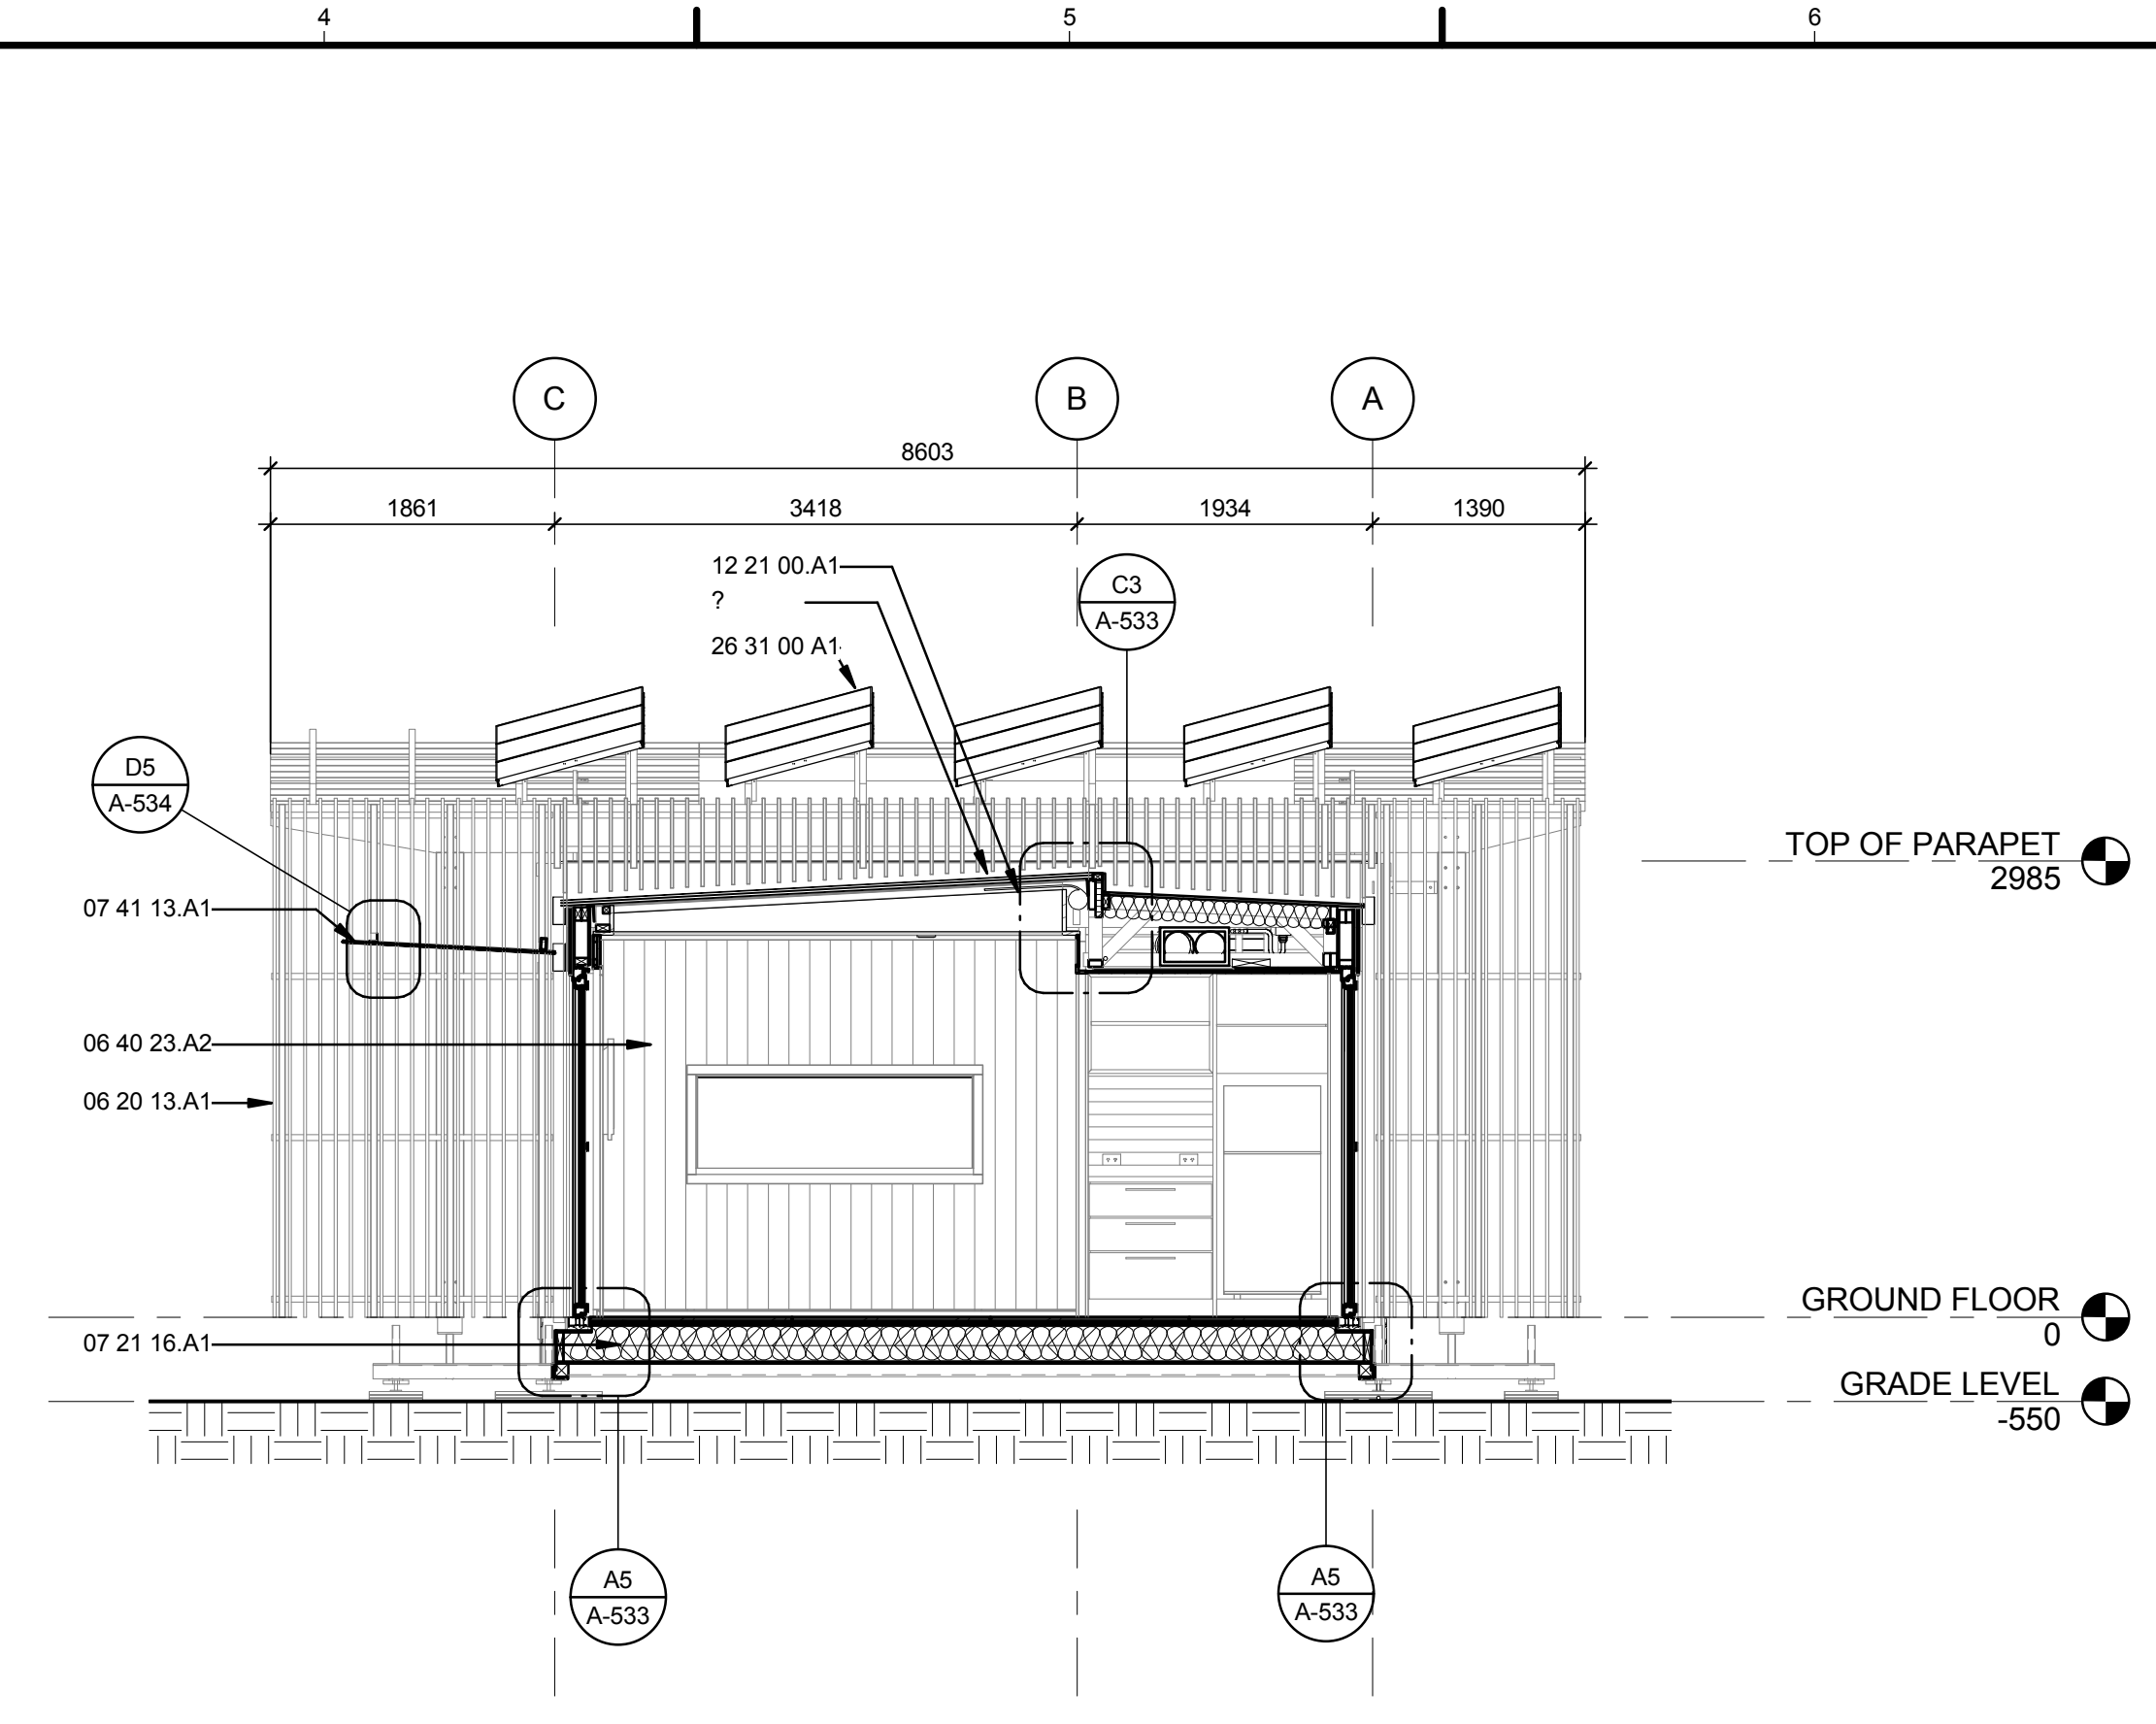 4
5
6
C
B
A
8603
1861
3418
1934
1390
12 21 00.A1
?
26 31 00 A1
C3
A-533
D5
A-534
TOP OF PARAPET
2985
07 41 13.A1
06 40 23.A2
06 20 13.A1
GROUND FLOOR
0
07 21 16.A1
GRADE LEVEL
-550
A5
A-533
A5
A-533